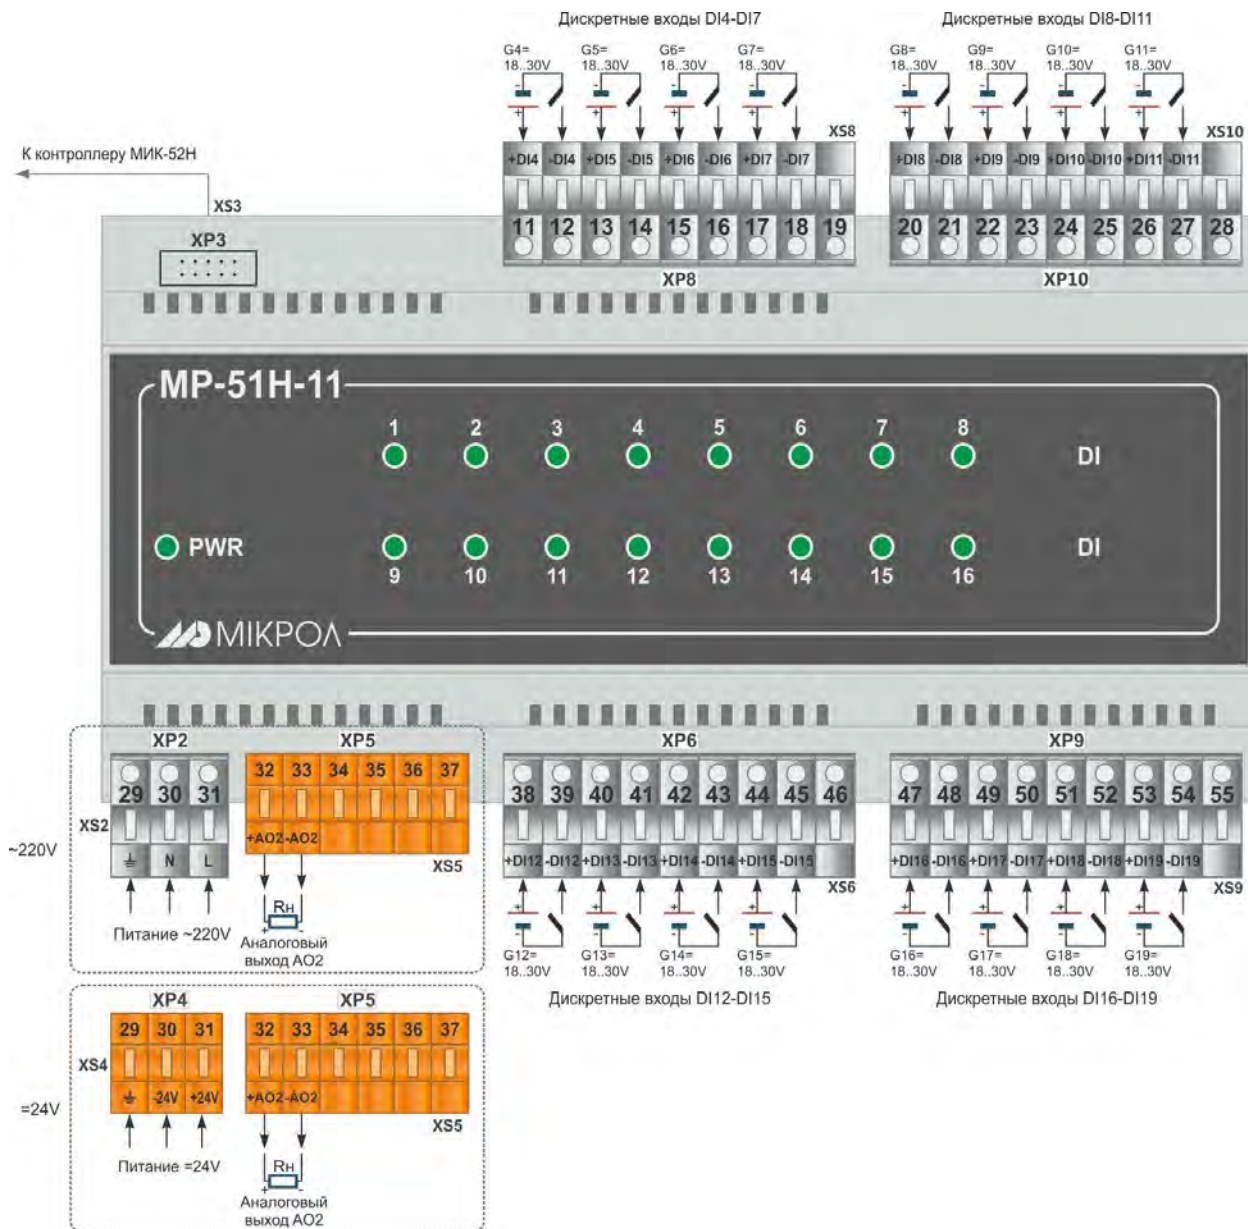 Дискретные входы DI4-DI7
Дискретные входы DI8-DI11
G4= 18..30V
G5= 18..30V
G6= 18..30V
G7= 18..30V
G8= 18..30V
G9= 18..30V
G10= 18..30V
G11= 18..30V
- - - - - - - -
+ + + + + + + +
XS8
XS10
К контроллеру МИК-52Н
+DI4 -DI4 +DI5 -DI5 +DI6 -DI6 +DI7 -DI7
+DI8 -DI8 +DI9 -DI9 +DI10 -DI10 +DI11 -DI11
XS3
11 12 13 14 15 16 17 18 19
20 21 22 23 24 25 26 27 28
XP3
XP8
XP10
МР-51Н-11
1 2 3 4 5 6 7 8
DI
PWR
DI
9 10 11 12 13 14 15 16
МІКРОЛ
XP2
XP5
XP6
XP9
29 30 31
32 33 34 35 36 37
38 39 40 41 42 43 44 45 46
47 48 49 50 51 52 53 54 55
XS2
~220V
N L
+AO2 -AO2
XS5
+DI12 -DI12 +DI13 -DI13 +DI14 -DI14 +DI15 -DI15
XS6
+DI16 -DI16 +DI17 -DI17 +DI18 -DI18 +DI19 -DI19
XS9
Питание ~220V
Rн
+ -
Аналоговый
выход АО2
+ + + + + + + +
- - - - - - - -
G12= 18..30V
G13= 18..30V
G14= 18..30V
G15= 18..30V
G16= 18..30V
G17= 18..30V
G18= 18..30V
G19= 18..30V
Дискретные входы DI12-DI15
Дискретные входы DI16-DI19
XP4
XP5
29 30 31
32 33 34 35 36 37
XS4
=24V
-24V +24V
+AO2 -AO2
XS5
Питание =24V
Rн
+ -
Аналоговый
выход АО2